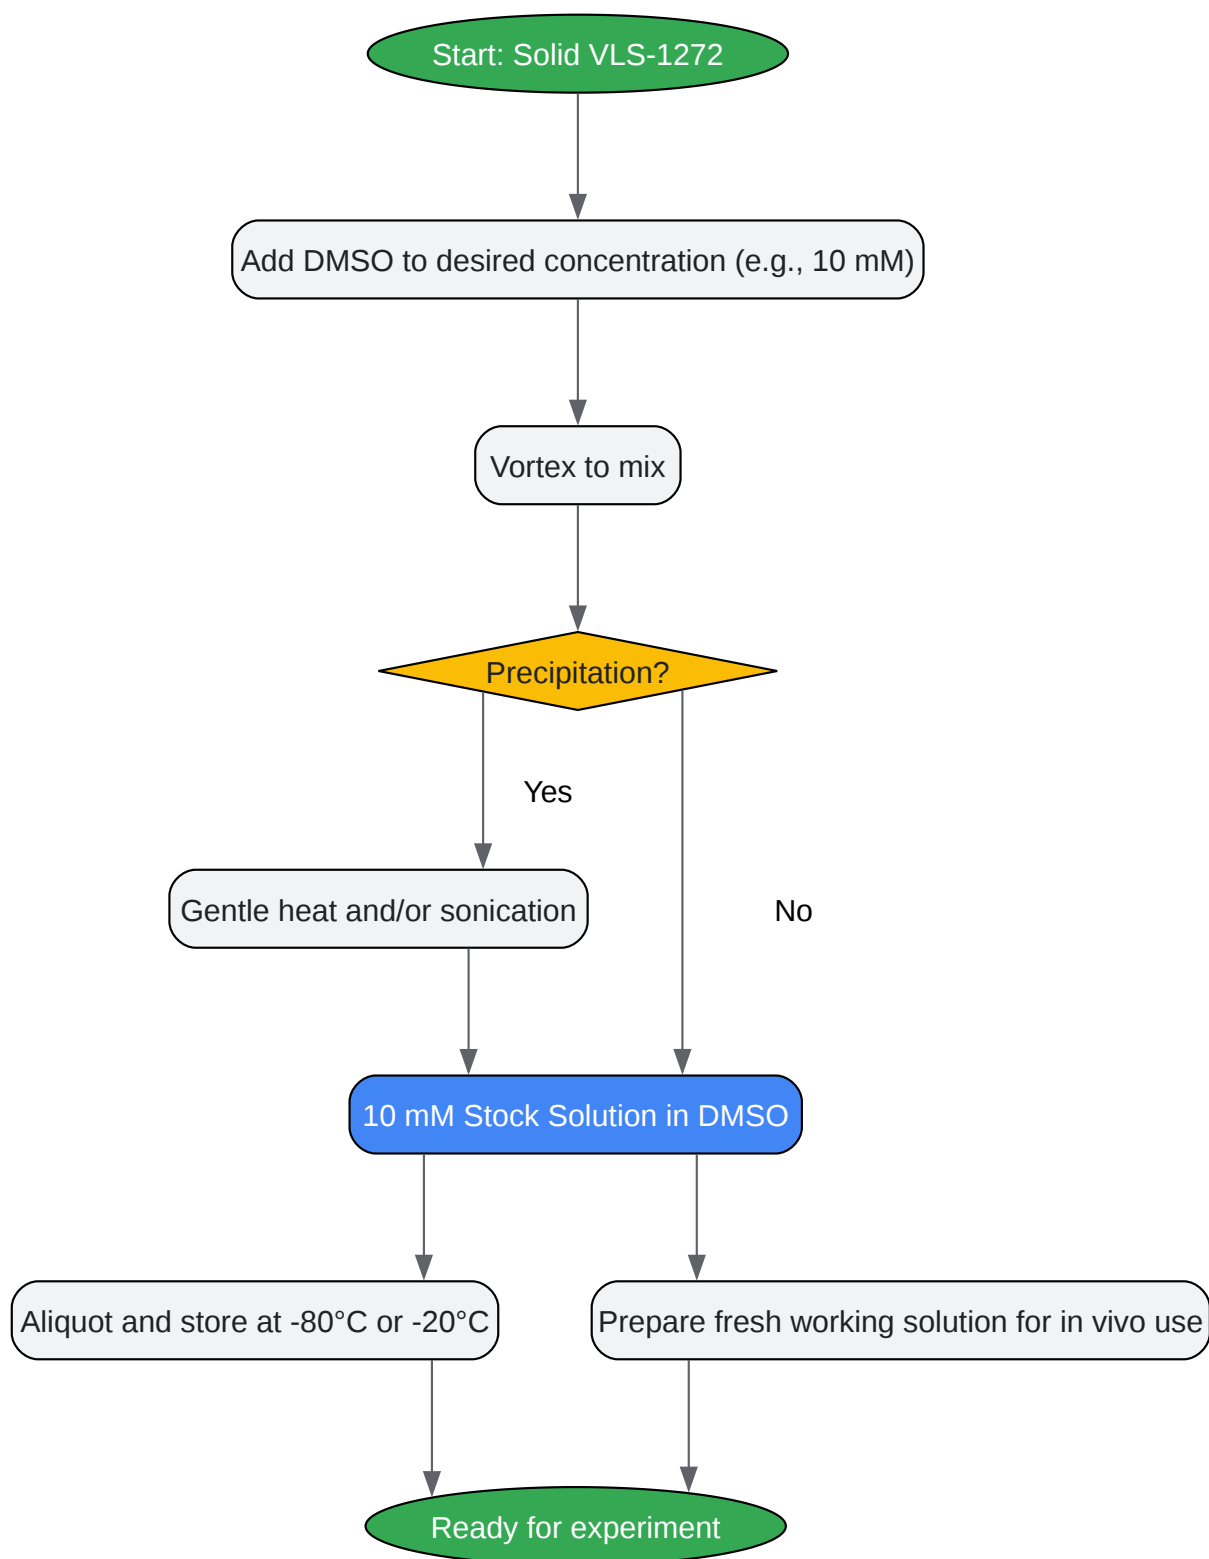 Start: Solid VLS-1272
Add DMSO to desired concentration (e.g., 10 mM)
Vortex to mix
Precipitation?
Yes
Gentle heat and/or sonication
No
10 mM Stock Solution in DMSO
Aliquot and store at -80°C or -20°C
Prepare fresh working solution for in vivo use
Ready for experiment